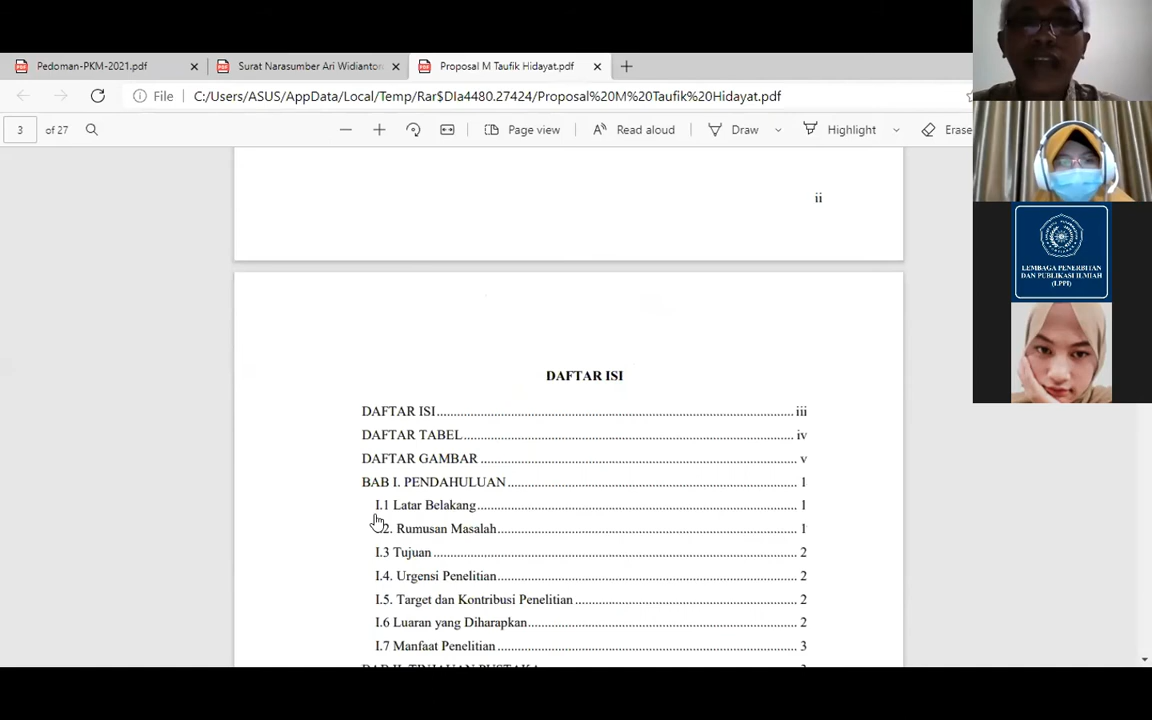 Pedoman-PKM-2021.pdf
Surat Narasumber Ari Widianto
Proposal M Taufik Hidayat.pdf
File
C:/Users/ASUS/AppData/Local/Temp/Rar$DIa4480.27424/Proposal%20M%20Taufik%20Hidayat.pdf
3 of 27
Page view
Read aloud
Draw
Highlight
Erase
ii
DAFTAR ISI
DAFTAR ISI iii
DAFTAR TABEL iv
DAFTAR GAMBAR v
BAB I. PENDAHULUAN 1
I.1 Latar Belakang 1
2. Rumusan Masalah 1
I.3 Tujuan 2
I.4. Urgensi Penelitian 2
I.5. Target dan Kontribusi Penelitian 2
I.6 Luaran yang Diharapkan 2
I.7 Manfaat Penelitian 3
LEMBAGA PENERBITAN
DAN PUBLIKASI ILMIAH
(LPPI)